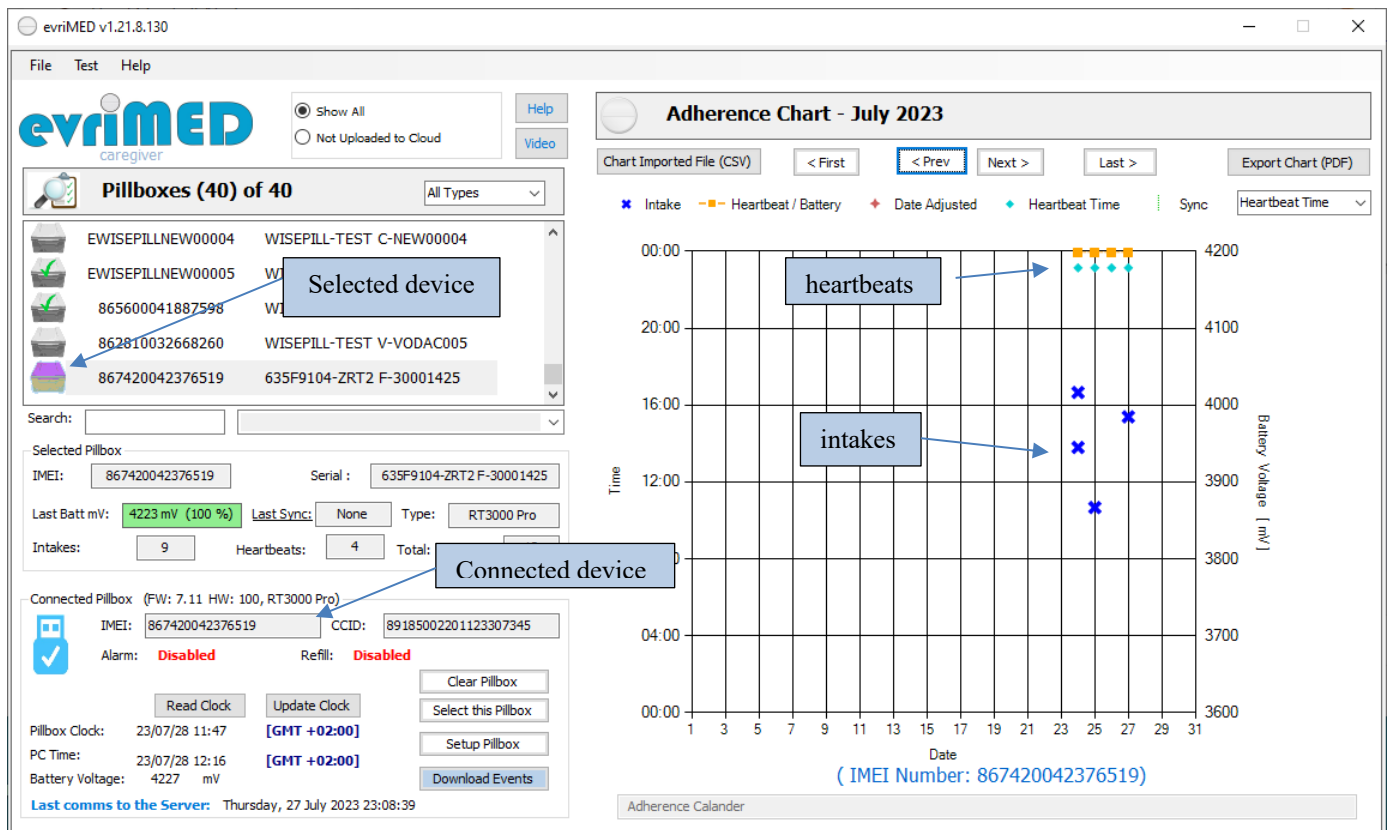 evriMED v1.21.8.130
File Test Help
evriMED
caregiver
Show All
Not Uploaded to Cloud
Help
Video
Pillboxes (40) of 40
All Types
EWISEPILLNEW00004 WISEPILL-TEST C-NEW00004
EWISEPILLNEW00005
865600041887598
862810032668260 WISEPILL-TEST V-VODAC005
867420042376519 635F9104-ZRT2 F-30001425
Selected device
Search:
Selected Pillbox
IMEI: 867420042376519 Serial : 635F9104-ZRT2 F-30001425
Last Batt mV: 4223 mV (100 %) Last Sync: None Type: RT3000 Pro
Intakes: 9 Heartbeats: 4 Total:
Connected device
Connected Pillbox (FW: 7.11 HW: 100, RT3000 Pro)
IMEI: 867420042376519 CCID: 89185002201123307345
Alarm: Disabled Refill: Disabled
Clear Pillbox
Read Clock Update Clock Select this Pillbox
Pillbox Clock: 23/07/28 11:47 [GMT +02:00]
Setup Pillbox
PC Time: 23/07/28 12:16 [GMT +02:00]
Battery Voltage: 4227 mV Download Events
Last comms to the Server: Thursday, 27 July 2023 23:08:39
Adherence Chart - July 2023
Chart Imported File (CSV) < First < Prev Next > Last > Export Chart (PDF)
Intake Heartbeat / Battery Date Adjusted Heartbeat Time Sync Heartbeat Time
heartbeats
intakes
Time
00:00
20:00
16:00
12:00
04:00
00:00
4200
4100
4000
3900
3800
3700
3600
Battery Voltage [ mV ]
1 3 5 7 9 11 13 15 17 19 21 23 25 27 29 31
Date
( IMEI Number: 867420042376519)
Adherence Calander